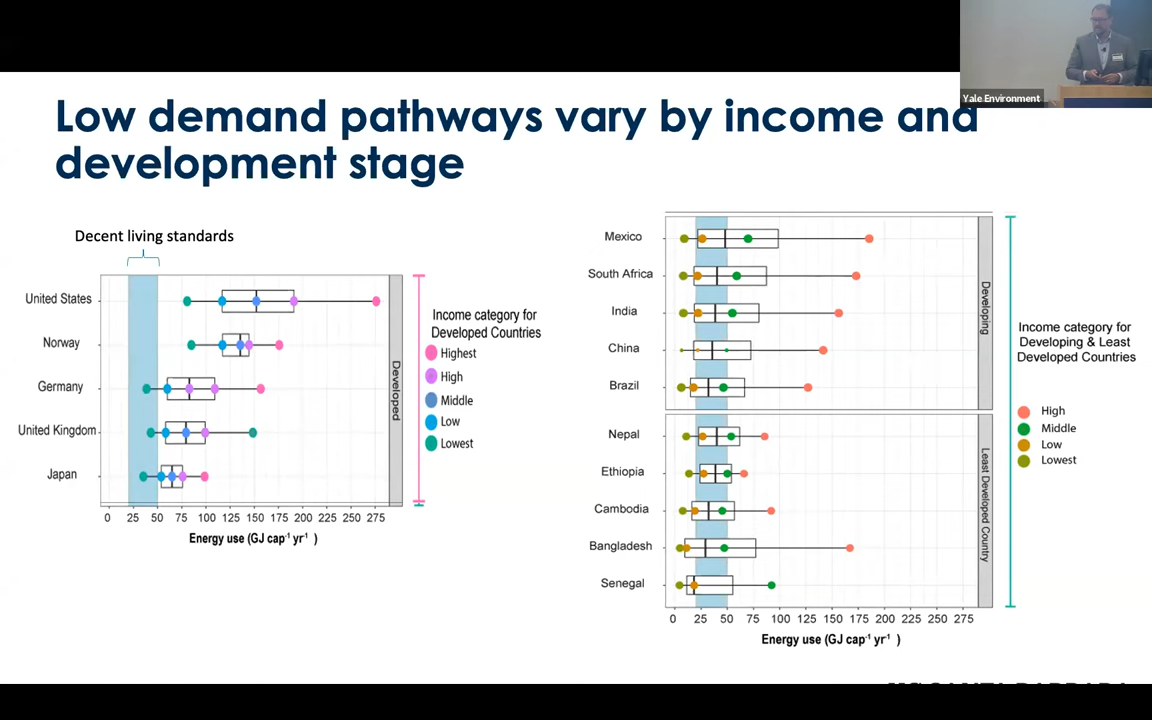 Yale Environment
Low demand pathways vary by income and
development stage
Decent living standards
United States
Norway
Germany
United Kingdom
Japan
Developed
0 25 50 75 100 125 150 175 200 225 250 275
Energy use (GJ cap⁻¹ yr⁻¹ )
Income category for
Developed Countries
Highest
High
Middle
Low
Lowest
Mexico
South Africa
India
China
Brazil
Developing
Nepal
Ethiopia
Cambodia
Bangladesh
Senegal
Least Developed Country
0 25 50 75 100 125 150 175 200 225 250 275
Energy use (GJ cap⁻¹ yr⁻¹ )
Income category for
Developing & Least
Developed Countries
High
Middle
Low
Lowest